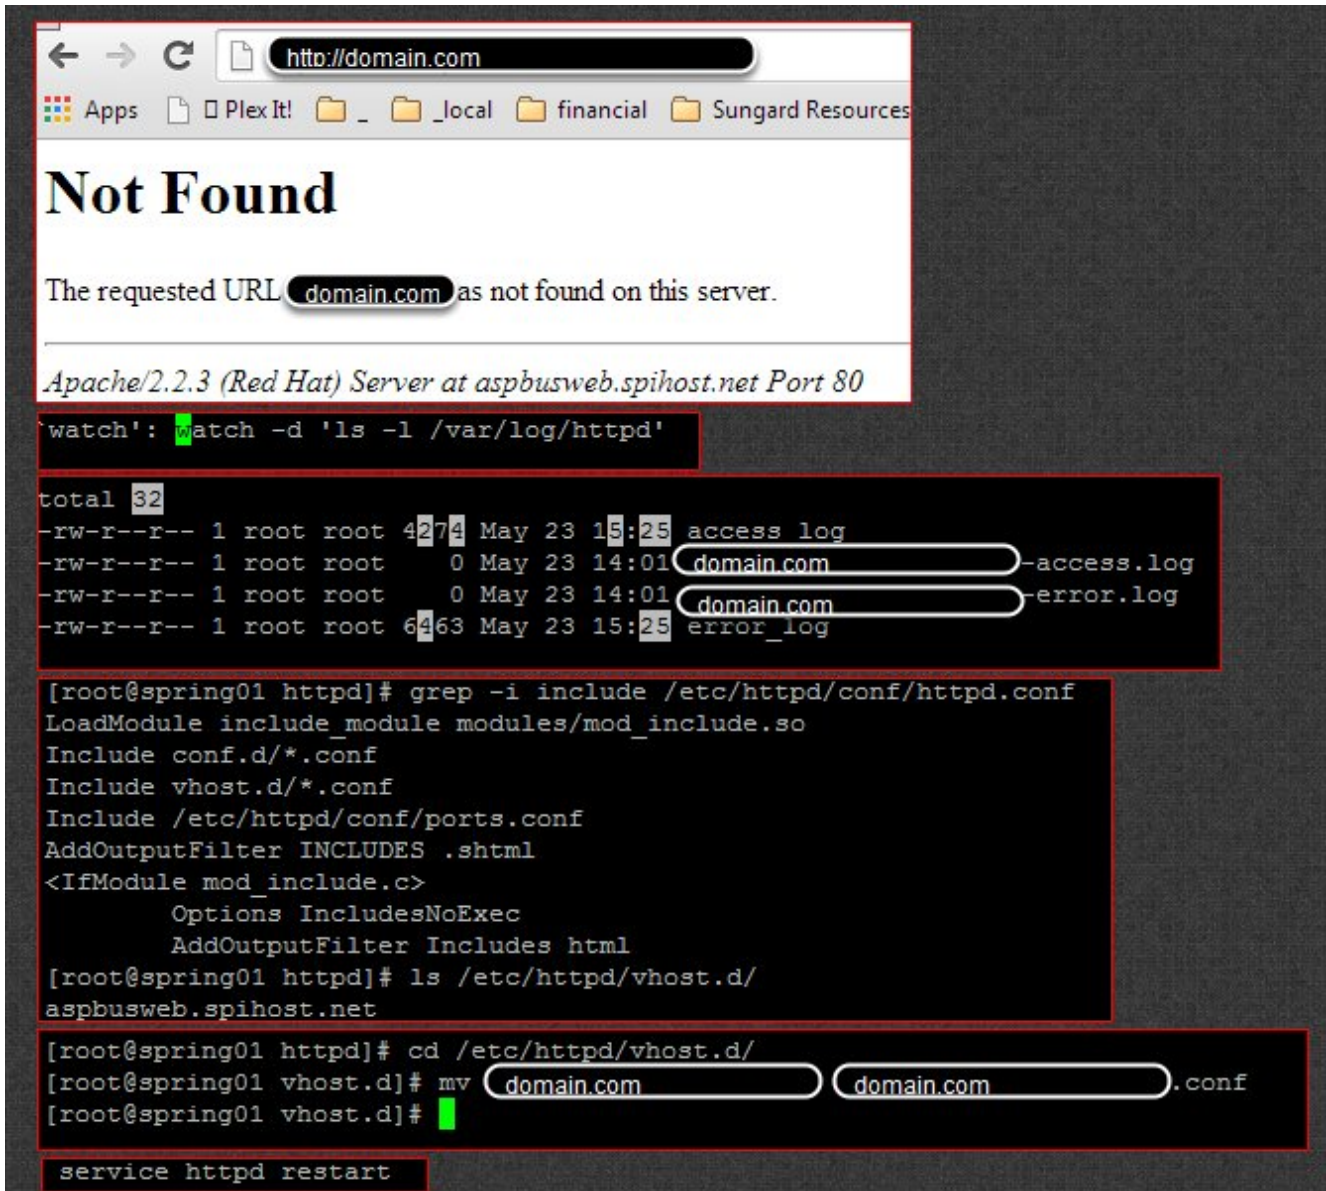 http://domain.com
Apps Plex It! _ _local financial Sungard Resources
Not Found
The requested URL domain.com as not found on this server.
Apache/2.2.3 (Red Hat) Server at aspbusweb.spihost.net Port 80
`watch': watch -d 'ls -l /var/log/httpd'
total 32
-rw-r--r-- 1 root root 4274 May 23 15:25 access_log
-rw-r--r-- 1 root root 0 May 23 14:01 domain.com-access.log
-rw-r--r-- 1 root root 0 May 23 14:01 domain.com-error.log
-rw-r--r-- 1 root root 6463 May 23 15:25 error_log
[root@spring01 httpd]# grep -i include /etc/httpd/conf/httpd.conf
LoadModule include_module modules/mod_include.so
Include conf.d/*.conf
Include vhost.d/*.conf
Include /etc/httpd/conf/ports.conf
AddOutputFilter INCLUDES .shtml
<IfModule mod_include.c>
Options IncludesNoExec
AddOutputFilter Includes html
[root@spring01 httpd]# ls /etc/httpd/vhost.d/
aspbusweb.spihost.net
[root@spring01 httpd]# cd /etc/httpd/vhost.d/
[root@spring01 vhost.d]# mv domain.com domain.com.conf
[root@spring01 vhost.d]#
service httpd restart